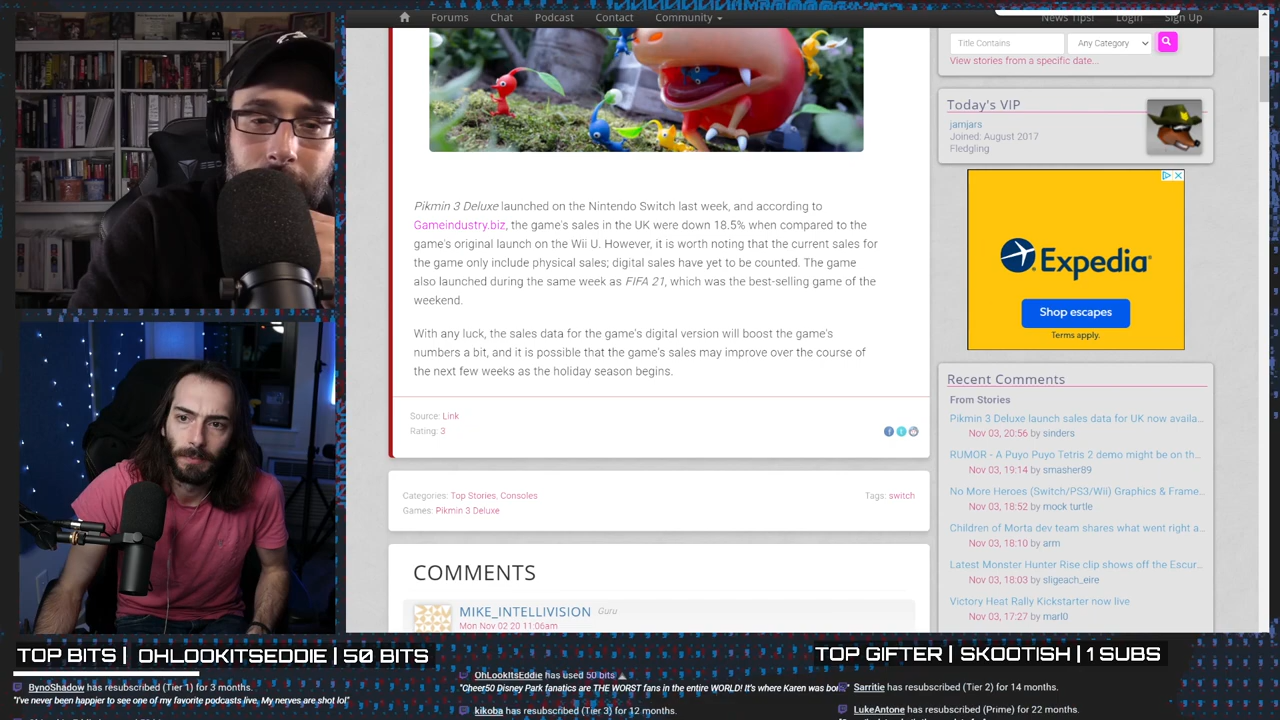 Forums Chat Podcast Contact Community News Tips! Login Sign Up
Title Contains Any Category
View stories from a specific date...
Today's VIP
jamjars
Joined: August 2017
Fledgling
Pikmin 3 Deluxe launched on the Nintendo Switch last week, and according to
Gameindustry.biz, the game's sales in the UK were down 18.5% when compared to the
game's original launch on the Wii U. However, it is worth noting that the current sales for
the game only include physical sales; digital sales have yet to be counted. The game
also launched during the same week as FIFA 21, which was the best-selling game of the
weekend.
With any luck, the sales data for the game's digital version will boost the game's
numbers a bit, and it is possible that the game's sales may improve over the course of
the next few weeks as the holiday season begins.
Source: Link
Rating: 3
Categories: Top Stories, Consoles
Tags: switch
Games: Pikmin 3 Deluxe
COMMENTS
MIKE_INTELLIVISION Guru
Mon Nov 02 20 11:06am
Expedia
Shop escapes
Terms apply.
Recent Comments
From Stories
Pikmin 3 Deluxe launch sales data for UK now availa...
Nov 03, 20:56 by sinders
RUMOR - A Puyo Puyo Tetris 2 demo might be on th...
Nov 03, 19:14 by smasher89
No More Heroes (Switch/PS3/Wii) Graphics & Frame...
Nov 03, 18:52 by mock turtle
Children of Morta dev team shares what went right a...
Nov 03, 18:10 by arm
Latest Monster Hunter Rise clip shows off the Escur...
Nov 03, 18:03 by sligeach_eire
Victory Heat Rally Kickstarter now live
Nov 03, 17:27 by marl0
TOP BITS | OHLOOKITSEDDIE | 50 BITS
TOP GIFTER | SKOOTISH | 1 SUBS
BynoShadow has resubscribed (Tier 1) for 3 months.
"I've never been happier to see one of my favorite podcasts live. My nerves are shot lol"
OhLookItsEddie has used 50 bits
"Cheer50 Disney Park fanatics are THE WORST fans in the entire WORLD! It's where Karen was bor
kikoba has resubscribed (Tier 3) for 12 months.
Sarritie has resubscribed (Tier 2) for 14 months.
LukeAntone has resubscribed (Prime) for 22 months.